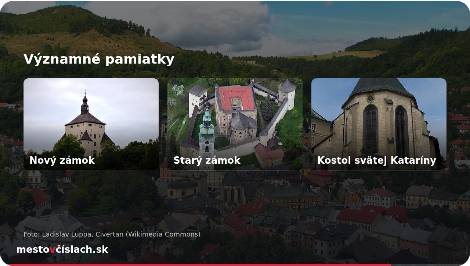 Významné pamiatky
Nový zámok
Starý zámok
Kostol svätej Kataríny
Foto: Ladislav Luppa, Civertan (Wikimedia Commons)
mestovčíslach.sk